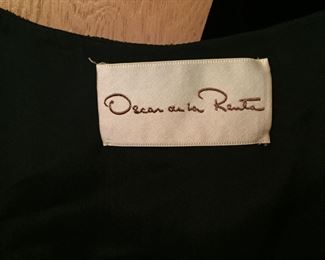 Oscar de la Renta